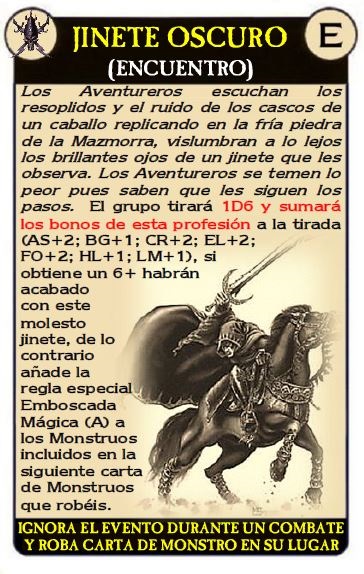 JINETE OSCURO
E
(ENCUENTRO)
Los Aventureros escuchan los
resoplidos y el ruido de los cascos de
un caballo replicando en la fría piedra
de la Mazmorra, vislumbran a lo lejos
los brillantes ojos de un jinete que les
observa. Los Aventureros se temen lo
peor pues saben que les siguen los
pasos. El grupo tirará 1D6 y sumará
los bonos de esta profesión a la tirada
(AS+2; BG+1; CR+2; EL+2;
FO+2; HL+1; LM+1), si
obtiene un 6+ habrán
acabado
con este
molesto
jinete, de lo
contrario
añade la
regla especial
Emboscada
Mágica (A) a
los Monstruos
incluidos en la
siguiente carta
de Monstruos
que robéis.
IGNORA EL EVENTO DURANTE UN COMBATE
Y ROBA CARTA DE MONSTRO EN SU LUGAR